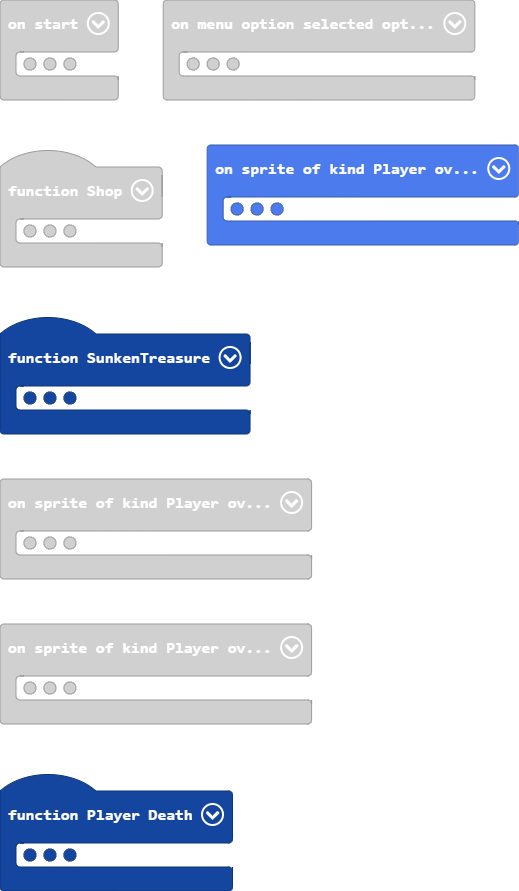 on start
on menu option selected opt...
function Shop
on sprite of kind Player ov...
function SunkenTreasure
on sprite of kind Player ov...
on sprite of kind Player ov...
function Player Death